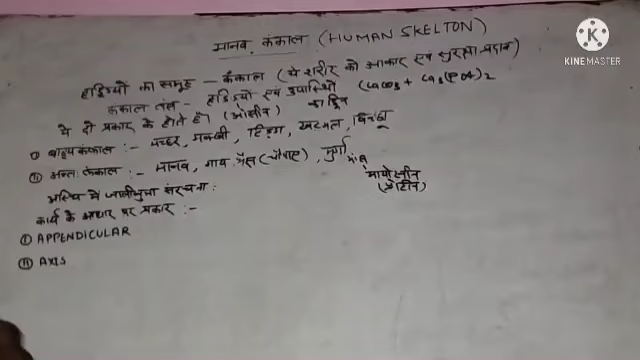 मानव कंकाल (HUMAN SKELTON)
हड्डियों का समूह - कंकाल (ये शरीर को आकार एवं सुरक्षा प्रदान)
कंकाल तंत्र - हड्डियों एवं उपास्थियों (CaCO3 + Ca3(PO4)2
ये दो प्रकार के होते हैं। (ओसीन)
① बाह्यकंकाल :- मच्छर, मक्खी, टिड्डा, खटमल, बिच्छू
② अन्तः कंकाल :- मानव, गाय, भैंस (चौपाए), मुर्गा
मायोसीन
(प्रोटीन)
अस्थि में जालीनुमा संरचना :
कार्य के आधार पर प्रकार :-
① APPENDICULAR
② AXIS
KINEMASTER